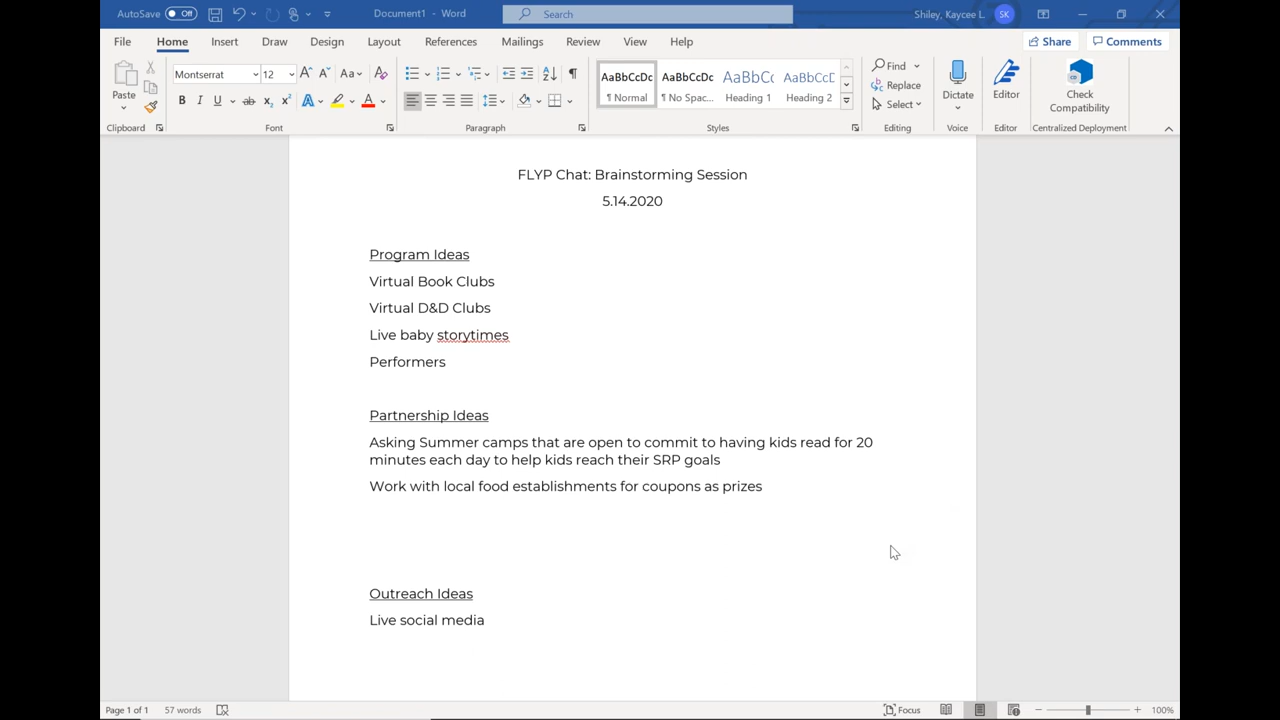 AutoSave Off Document1 - Word Search Shiley, Kaycee L. SK
File Home Insert Draw Design Layout References Mailings Review View Help Share Comments
Paste Montserrat 12 Aa AaBbCcDc AaBbCcDc AaBbCc AaBbCcD Find Replace Select Dictate Editor Check Compatibility
B I U ab x₂ x² A A ¶ Normal ¶ No Spac... Heading 1 Heading 2
Clipboard Font Paragraph Styles Editing Voice Editor Centralized Deployment
FLYP Chat: Brainstorming Session
5.14.2020
Program Ideas
Virtual Book Clubs
Virtual D&D Clubs
Live baby storytimes
Performers
Partnership Ideas
Asking Summer camps that are open to commit to having kids read for 20
minutes each day to help kids reach their SRP goals
Work with local food establishments for coupons as prizes
Outreach Ideas
Live social media
Page 1 of 1 57 words Focus 100%